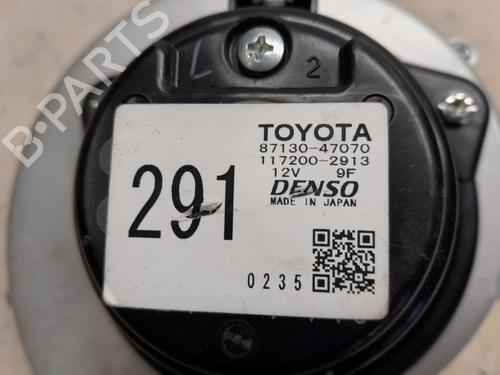 B-PARTS
L 2
TOYOTA
87130-47070
117200-2913
12V 9F
DENSO
MADE IN JAPAN
291
0235